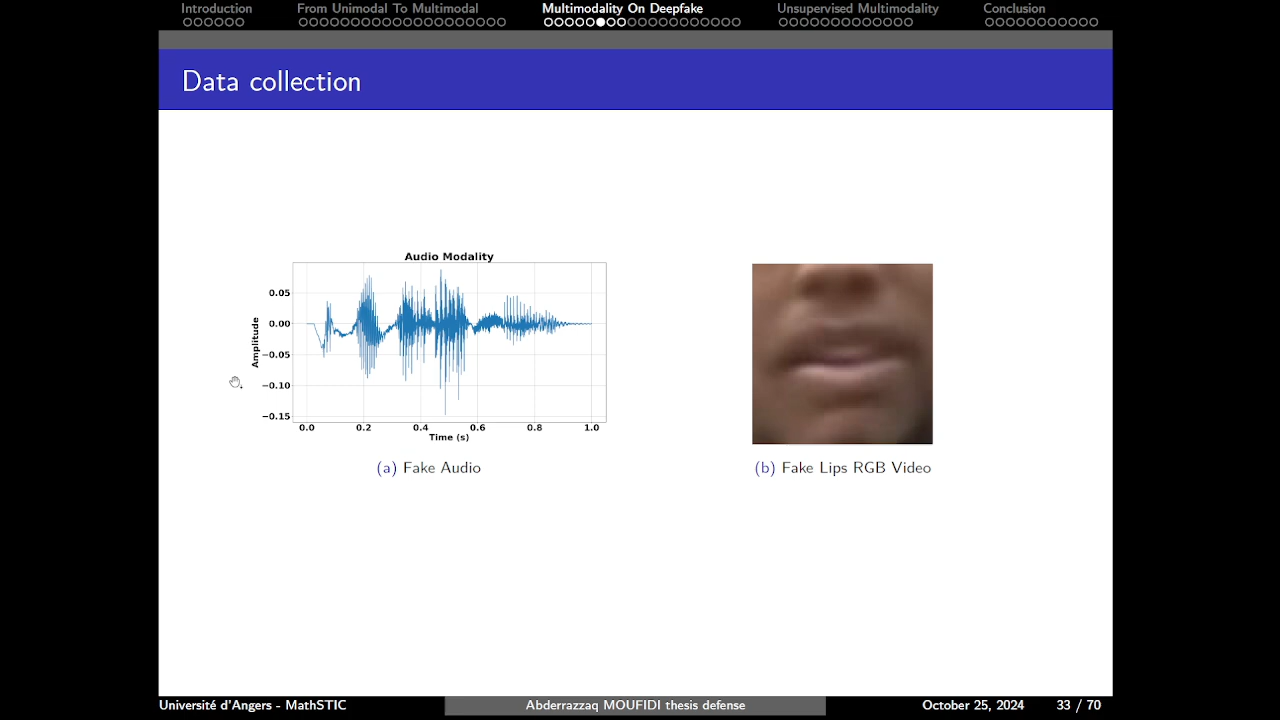 Introduction From Unimodal To Multimodal Multimodality On Deepfake Unsupervised Multimodality Conclusion
Data collection
Audio Modality
Amplitude
0.05
0.00
−0.05
−0.10
−0.15
0.0 0.2 0.4 0.6 0.8 1.0
Time (s)
(a) Fake Audio
(b) Fake Lips RGB Video
Université d'Angers - MathSTIC Abderrazzaq MOUFIDI thesis defense October 25, 2024 33 / 70